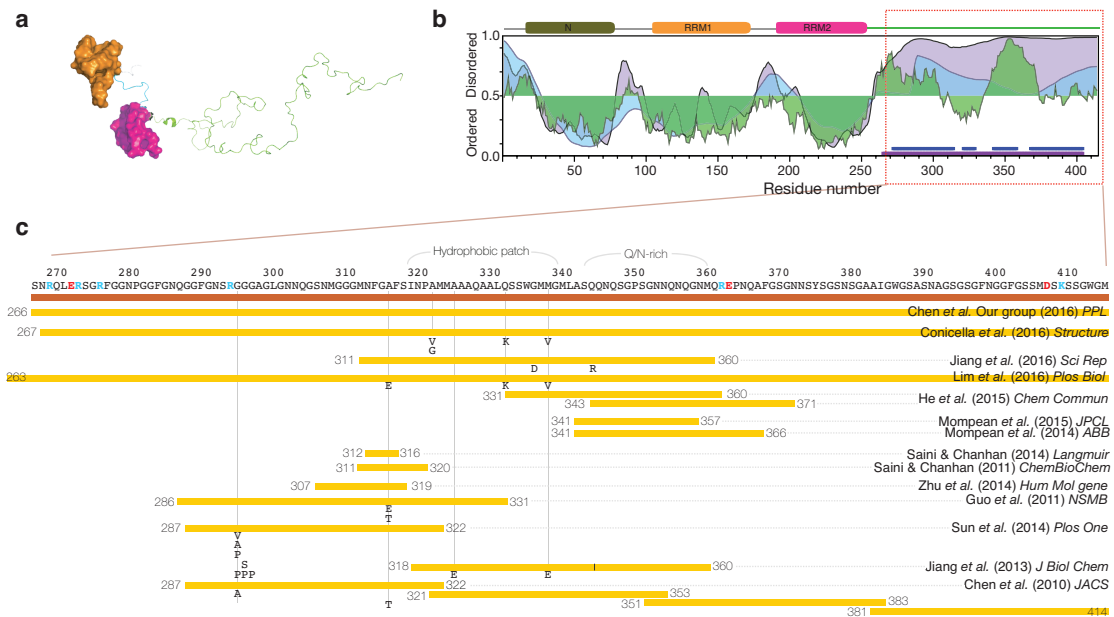 a
b
N RRM1 RRM2
1.0
Disordered
0.5
Ordered
0.0
50 100 150 200 250 300 350 400
Residue number
c
Hydrophobic patch Q/N-rich
270 280 290 300 310 320 330 340 350 360 370 380 390 400 410
SNRQLERSGRFGGNPGGFGNQGGFGNSRGGGAGLGNNQGSNMGGGMNFGAFSINPAMMAAAQAALQSSWGMMGMLASQQNQSGPSGNNQNQGNMQREPNQAFGSGNNSYSGSNSGAAIGWGSASNAGSGSGFNGGFGSSMDSKSSGWGM
266 Chen et al. Our group (2016) PPL
267 Conicella et al. (2016) Structure
V K V
G
311 360 Jiang et al. (2016) Sci Rep
D R
263 Lim et al. (2016) Plos Biol
E K V
331 360 He et al. (2015) Chem Commun
343 371
341 357 Mompean et al. (2015) JPCL
341 366 Mompean et al. (2014) ABB
312 316 Saini & Chanhan (2014) Langmuir
311 320 Saini & Chanhan (2011) ChemBioChem
307 319 Zhu et al. (2014) Hum Mol gene
286 331 Guo et al. (2011) NSMB
E
T
287 322 Sun et al. (2014) Plos One
V
A
P
S
318 360 Jiang et al. (2013) J Biol Chem
PPP E E
287 322 Chen et al. (2010) JACS
A 321 353
T 351 383
381 414